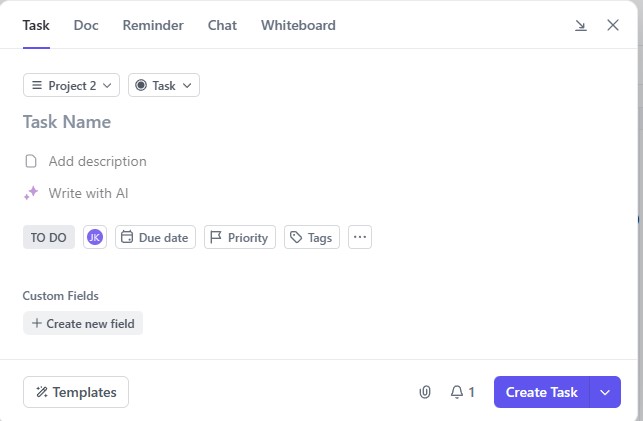 Task Doc Reminder Chat Whiteboard
Project 2 Task
Task Name
Add description
Write with AI
TO DO JK Due date Priority Tags ...
Custom Fields
+ Create new field
Templates 1 Create Task